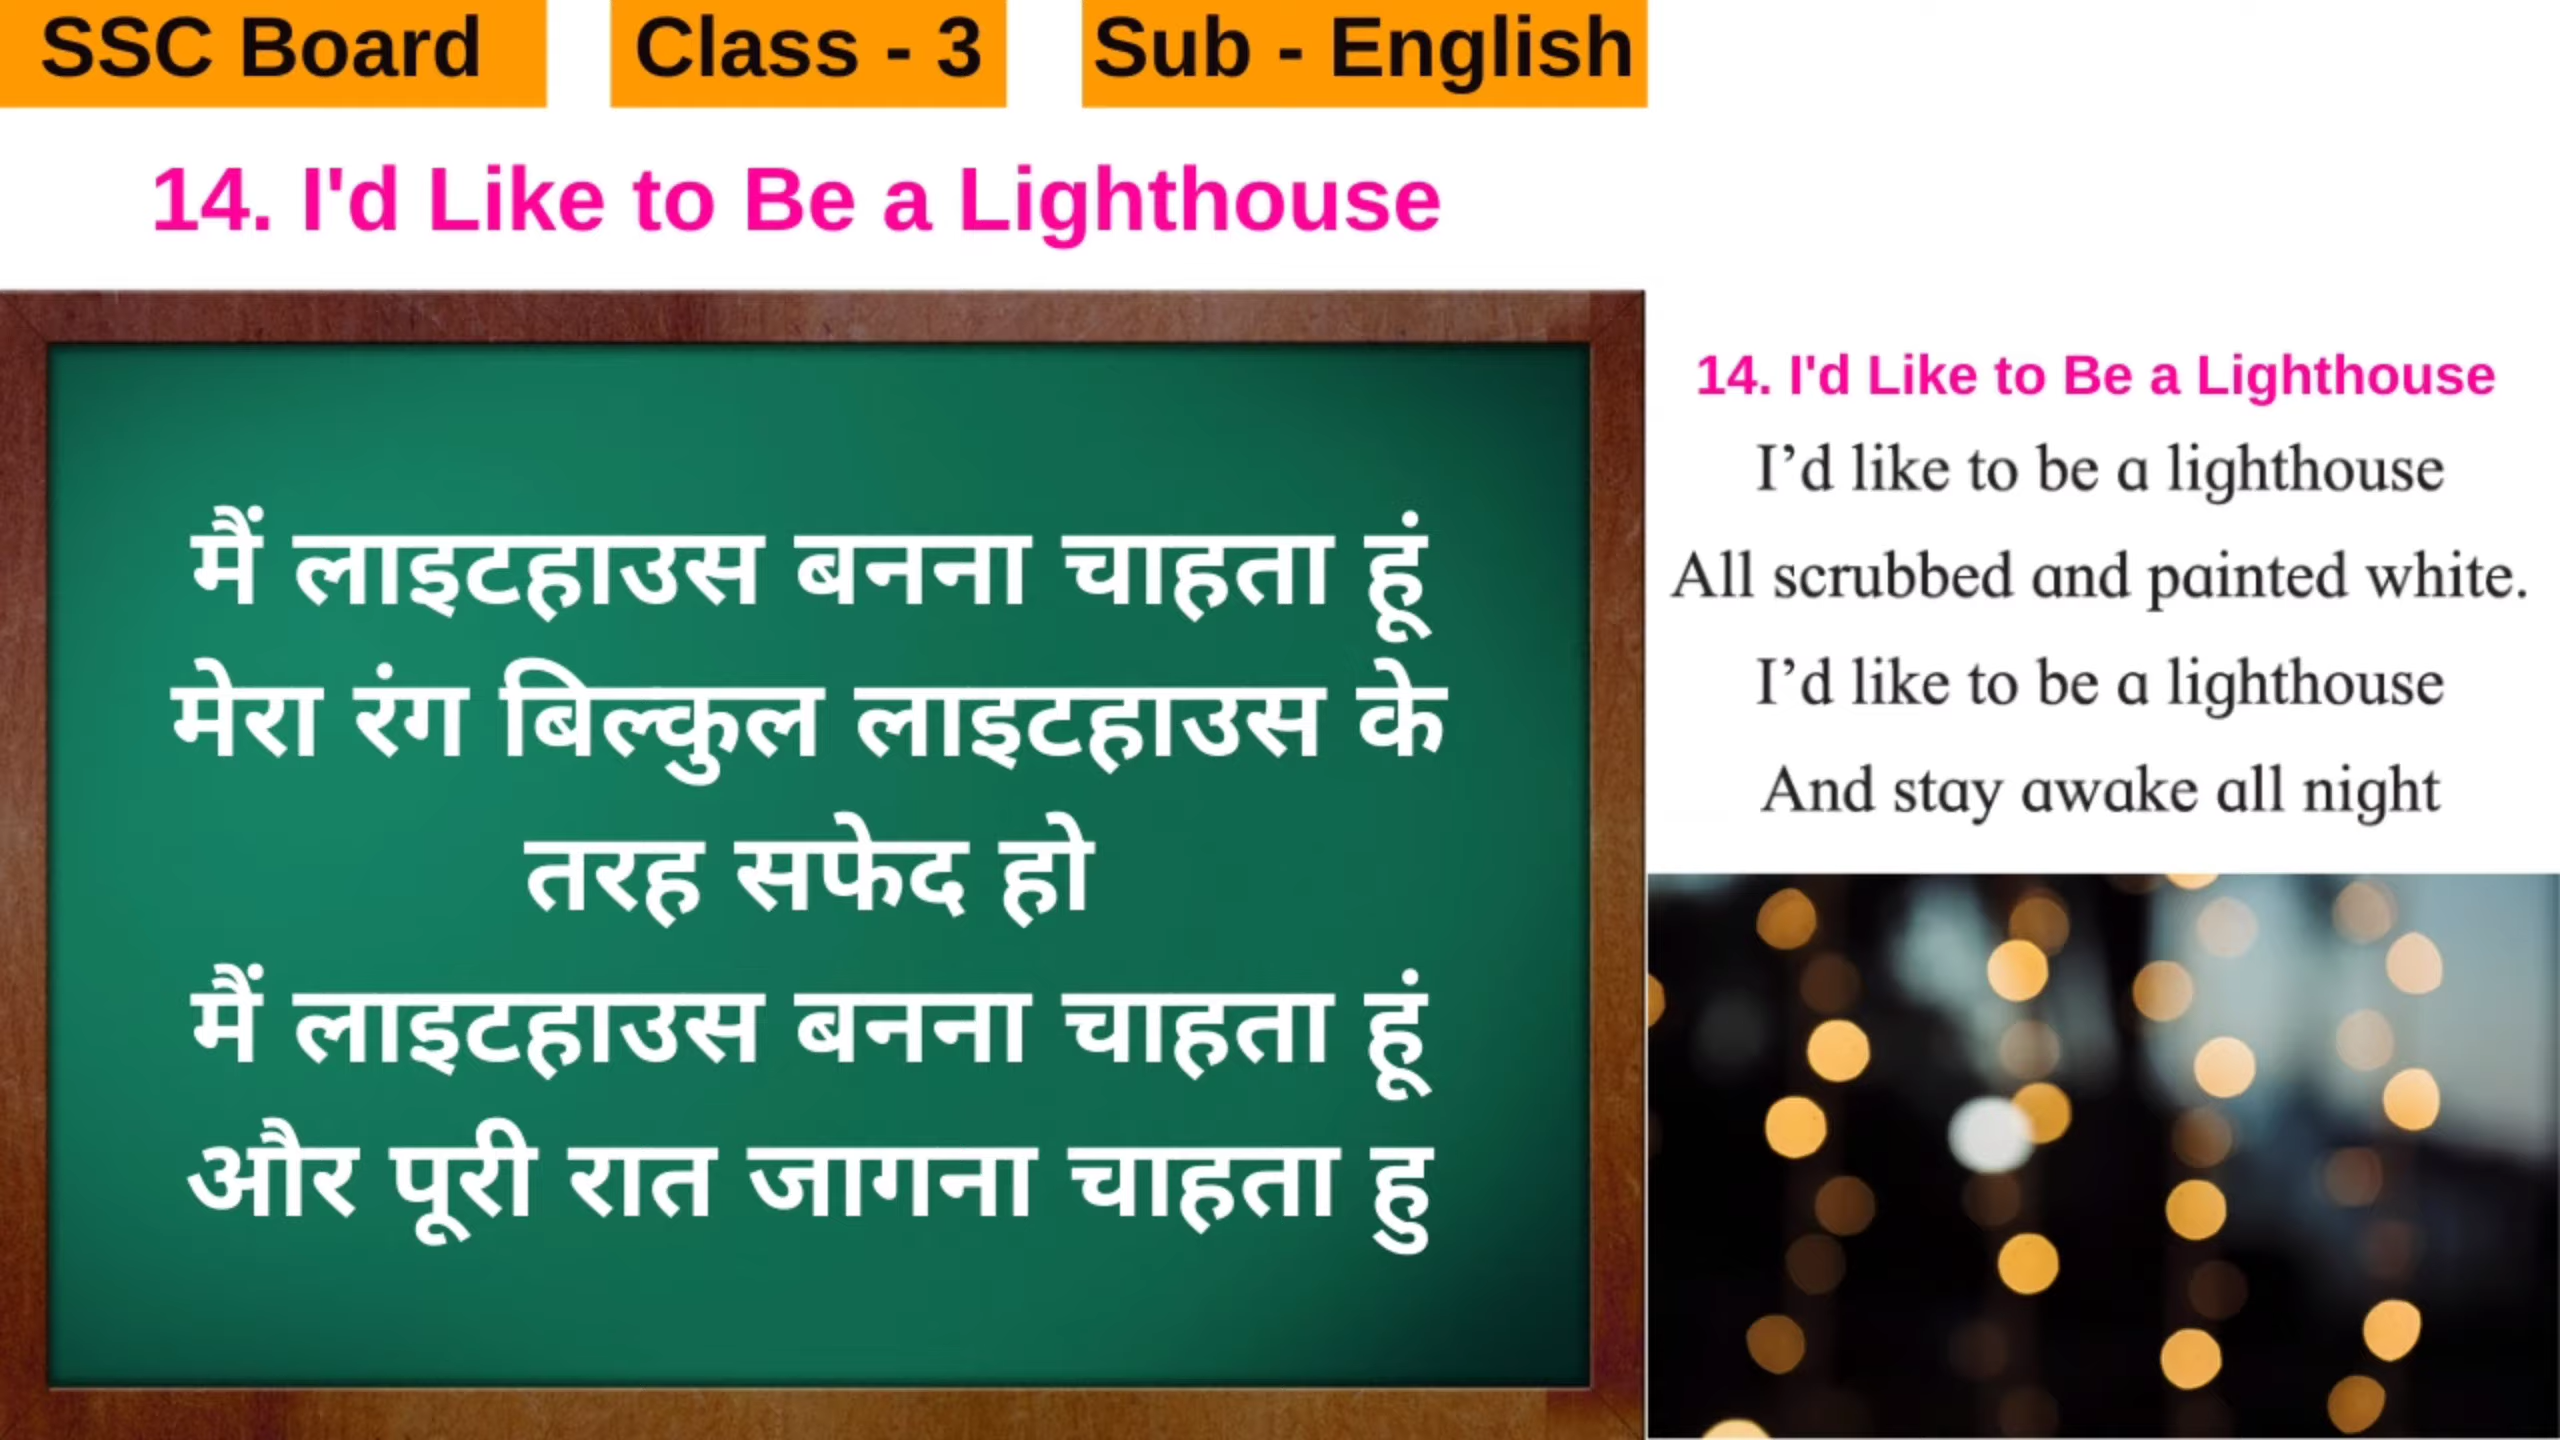 SSC Board
Class - 3
Sub - English
14. I'd Like to Be a Lighthouse
मैं लाइटहाउस बनना चाहता हूं
मेरा रंग बिल्कुल लाइटहाउस के
तरह सफेद हो
मैं लाइटहाउस बनना चाहता हूं
और पूरी रात जागना चाहता हु
14. I'd Like to Be a Lighthouse
I’d like to be a lighthouse
All scrubbed and painted white.
I’d like to be a lighthouse
And stay awake all night